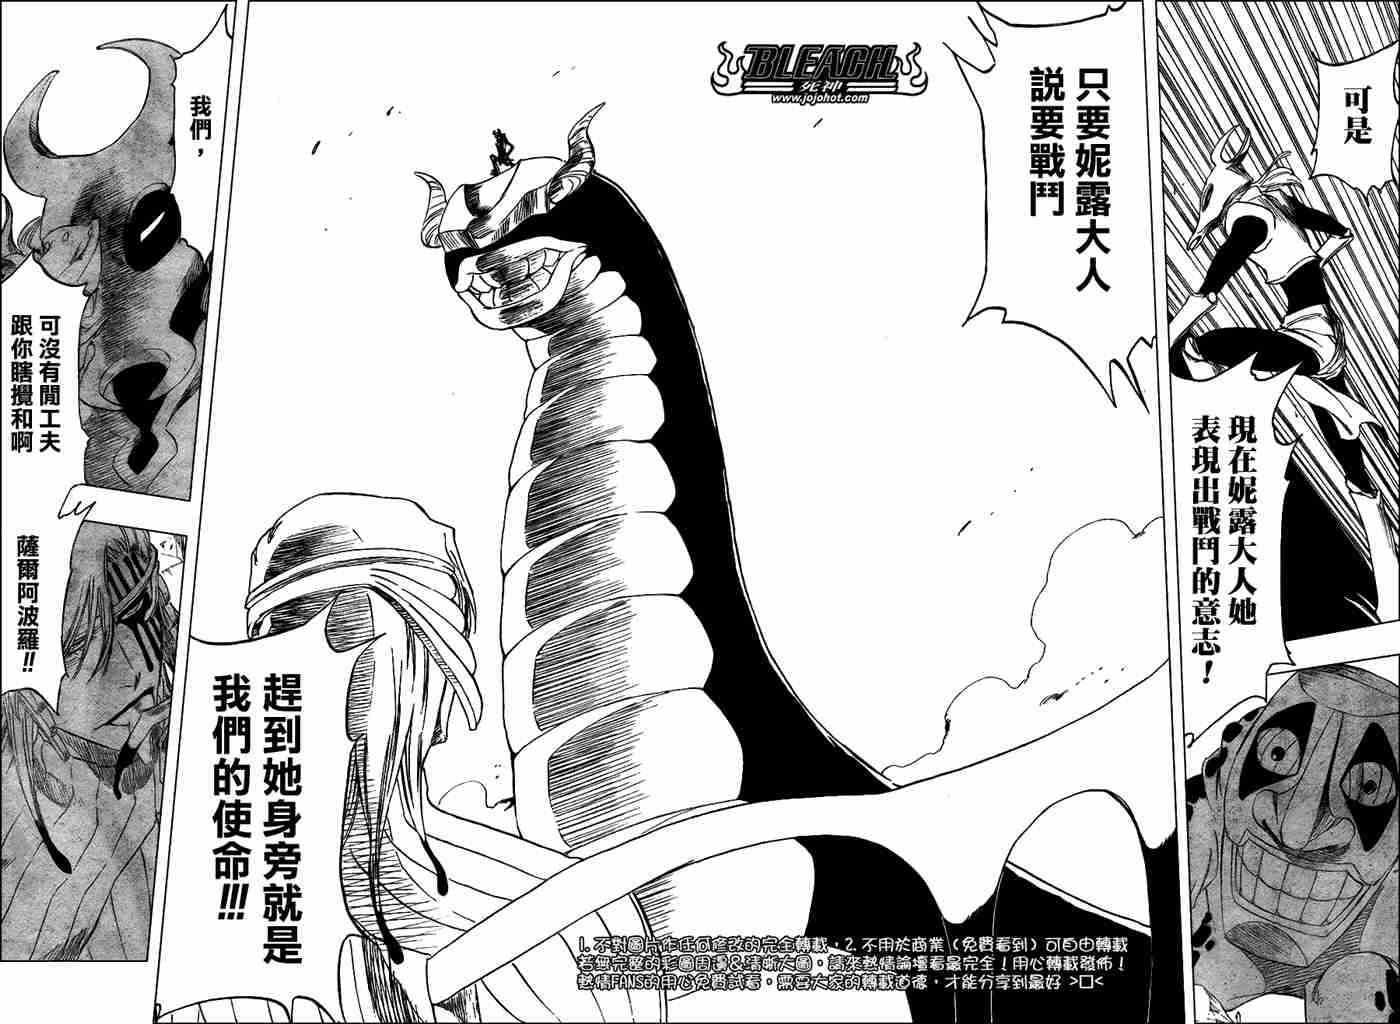 BLEACH
死神
www.jojohot.com
可是
現在妮露大人她
表現出戰鬥的意志！
只要妮露大人
說要戰鬥
趕到她身旁就是
我們的使命!!!
我們，
可沒有閒工夫
跟你瞎攪和啊
薩爾阿波羅!!
1. 不對圖片作任何修改的完全轉載，2. 不用於商業（免費看到）可自由轉載
若無完整的彩圖周漫&清晰大圖，請來熱情論壇看最完全！用心轉載發佈！
熱情FANS的用心免費試看，需要大家的轉載道德，才能分享到最好 >□<